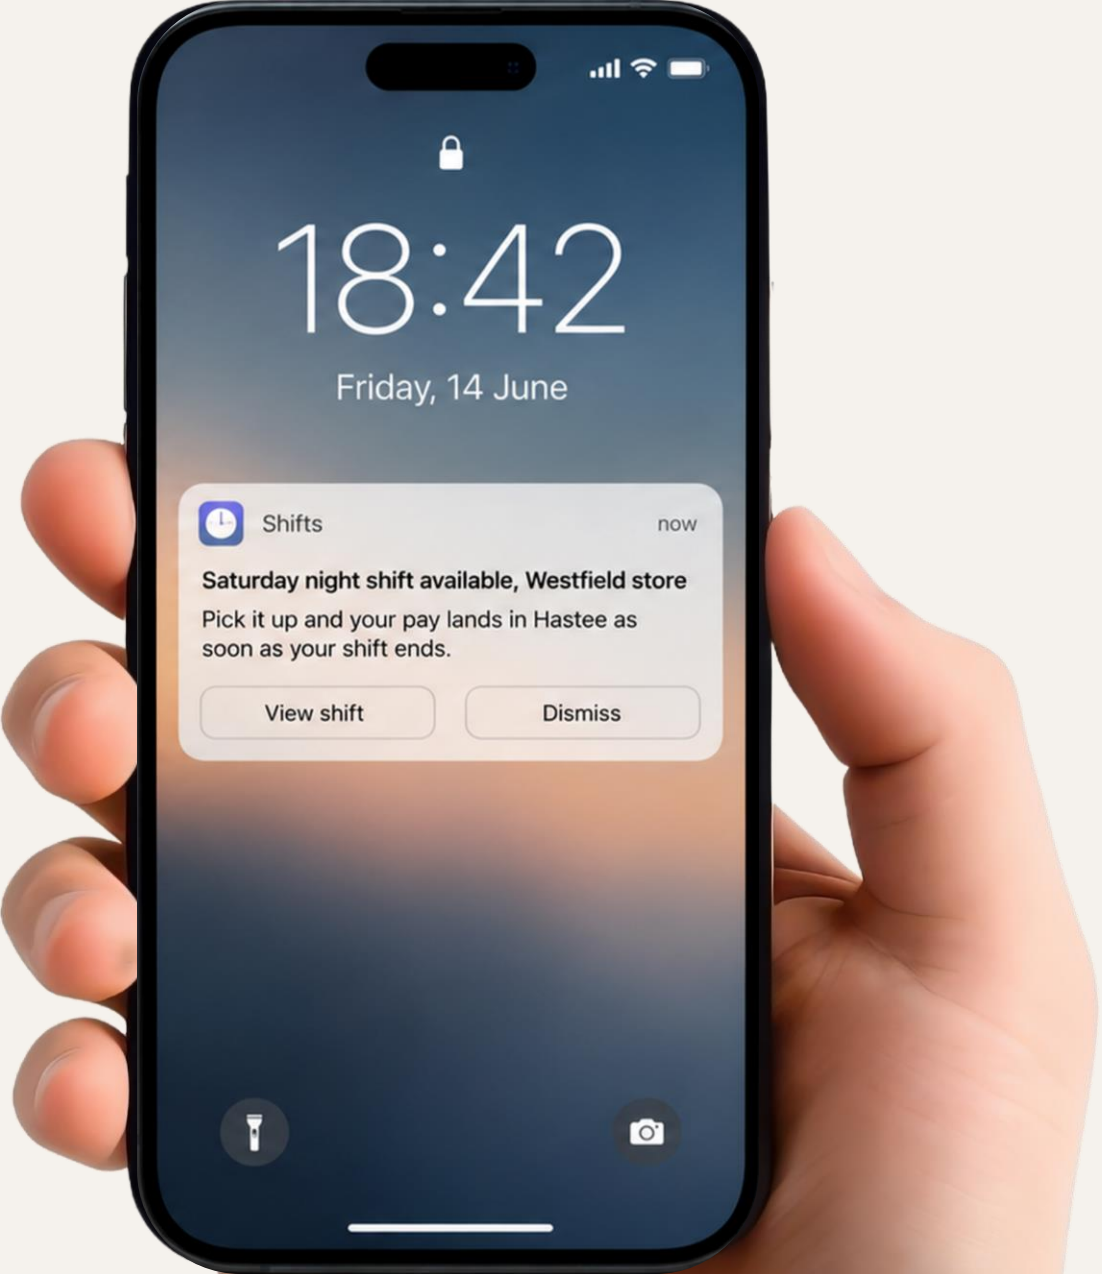 18:42
Friday, 14 June
Shifts now
Saturday night shift available, Westfield store
Pick it up and your pay lands in Hastee as
soon as your shift ends.
View shift Dismiss